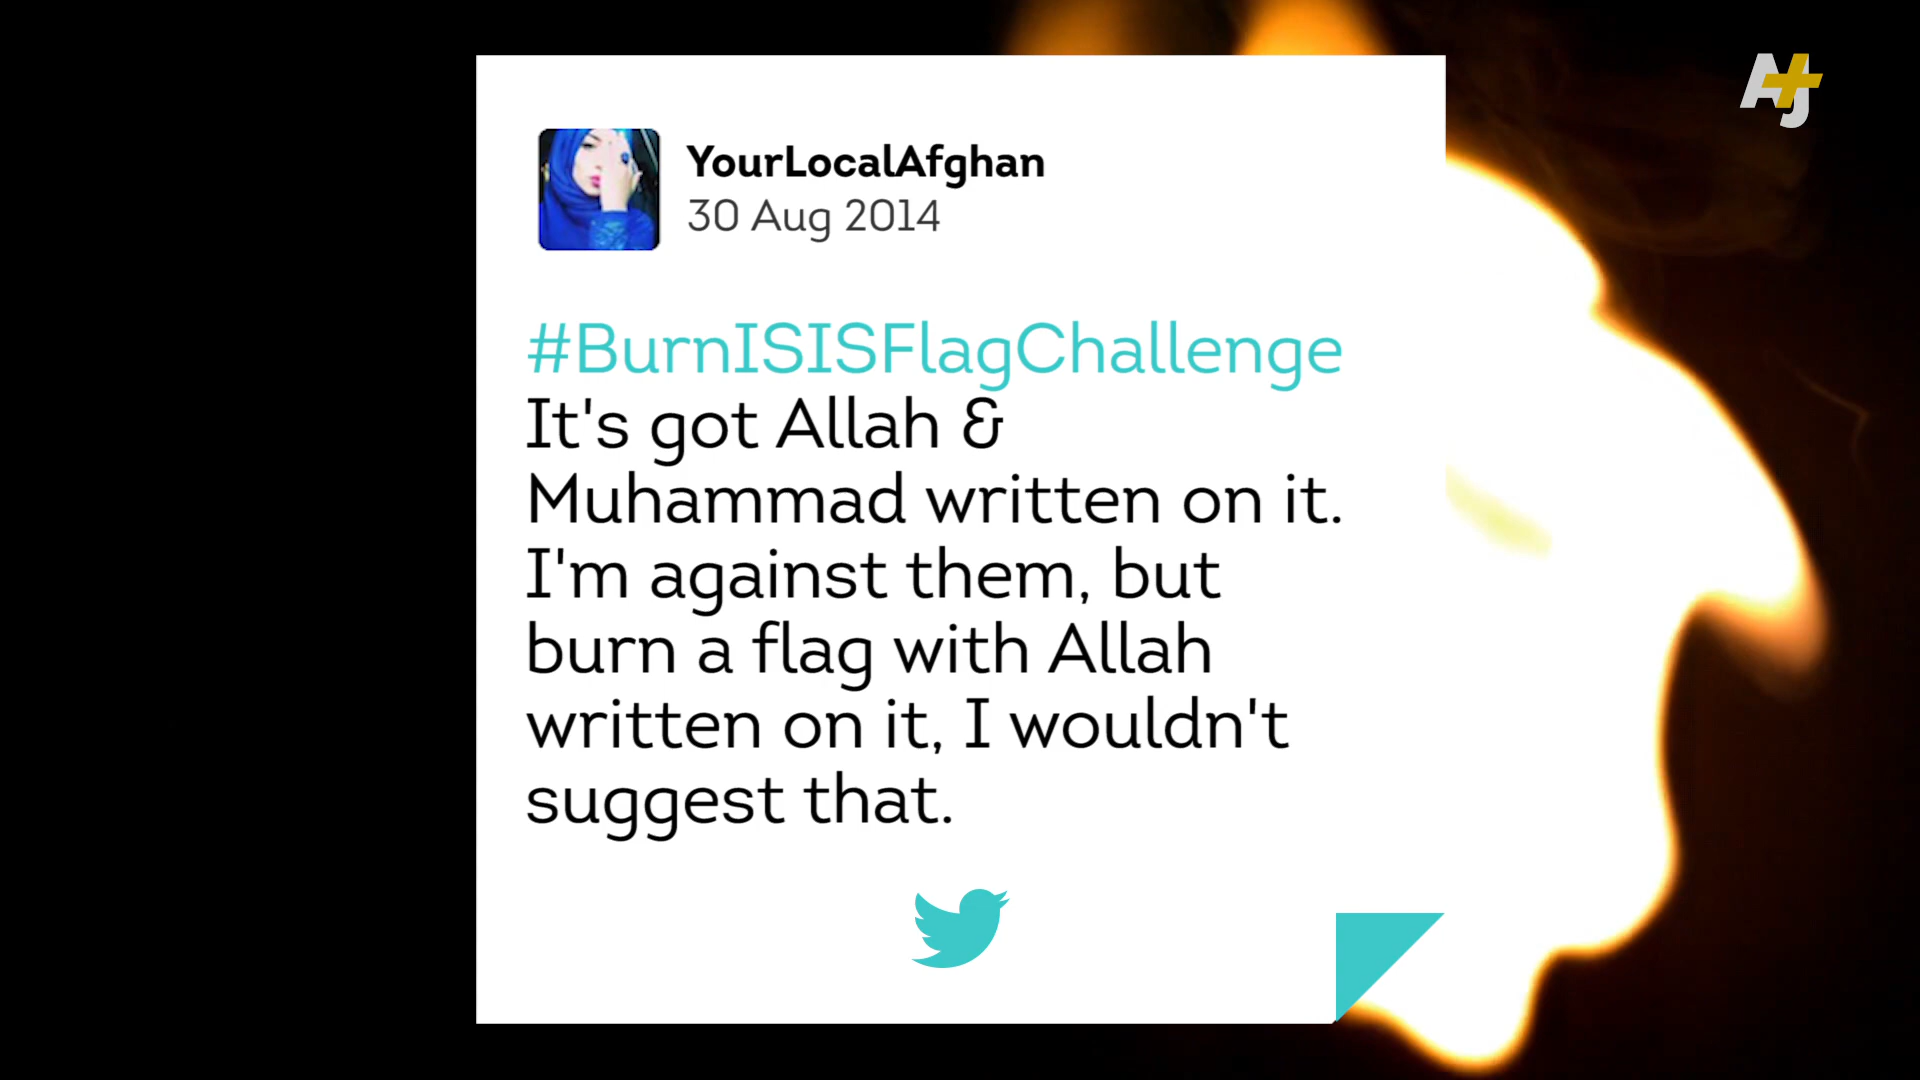 AJ+
YourLocalAfghan
30 Aug 2014
#BurnISISFlagChallenge
It's got Allah &
Muhammad written on it.
I'm against them, but
burn a flag with Allah
written on it, I wouldn't
suggest that.